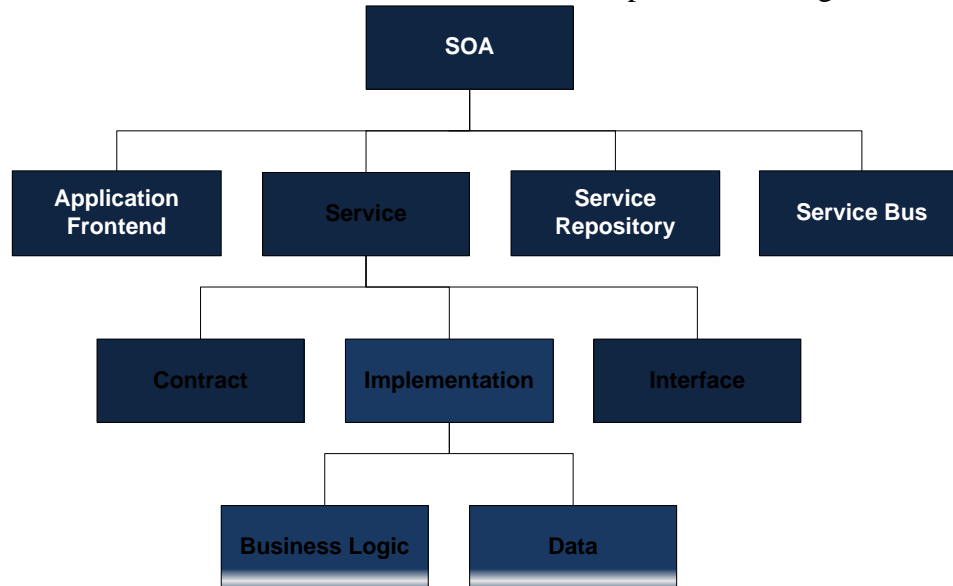 SOA
Application
Frontend
Service
Service
Repository
Service Bus
Contract
Implementation
Interface
Business Logic
Data